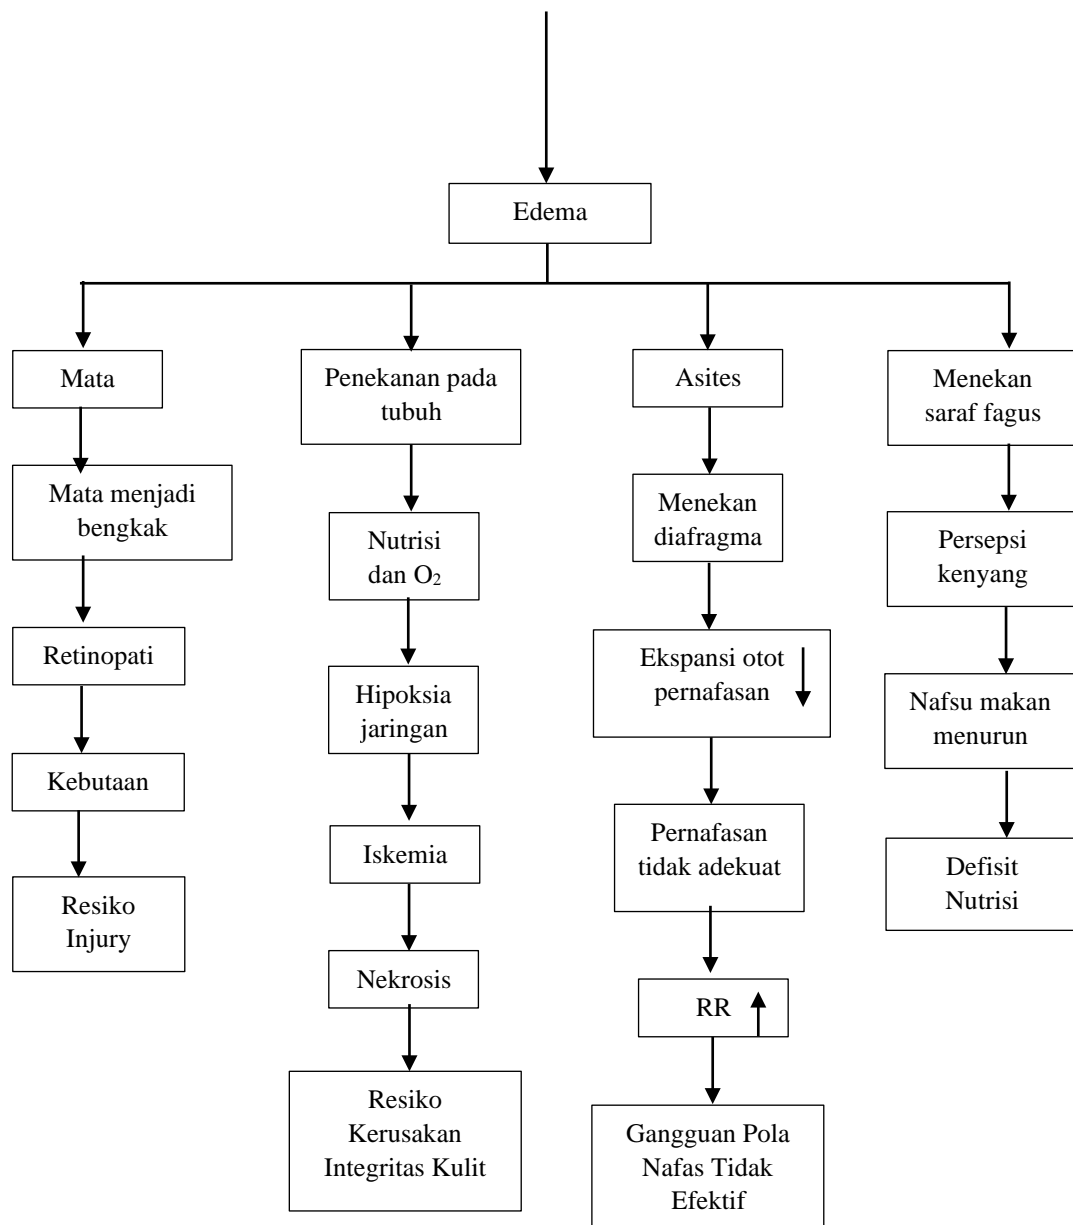 Edema
Mata
Mata menjadi
bengkak
Retinopati
Kebutaan
Resiko
Injury
Penekanan pada
tubuh
Nutrisi
dan O₂
Hipoksia
jaringan
Iskemia
Nekrosis
Resiko
Kerusakan
Integritas Kulit
Asites
Menekan
diafragma
Ekspansi otot
pernafasan
Pernafasan
tidak adekuat
RR
Gangguan Pola
Nafas Tidak
Efektif
Menekan
saraf fagus
Persepsi
kenyang
Nafsu makan
menurun
Defisit
Nutrisi